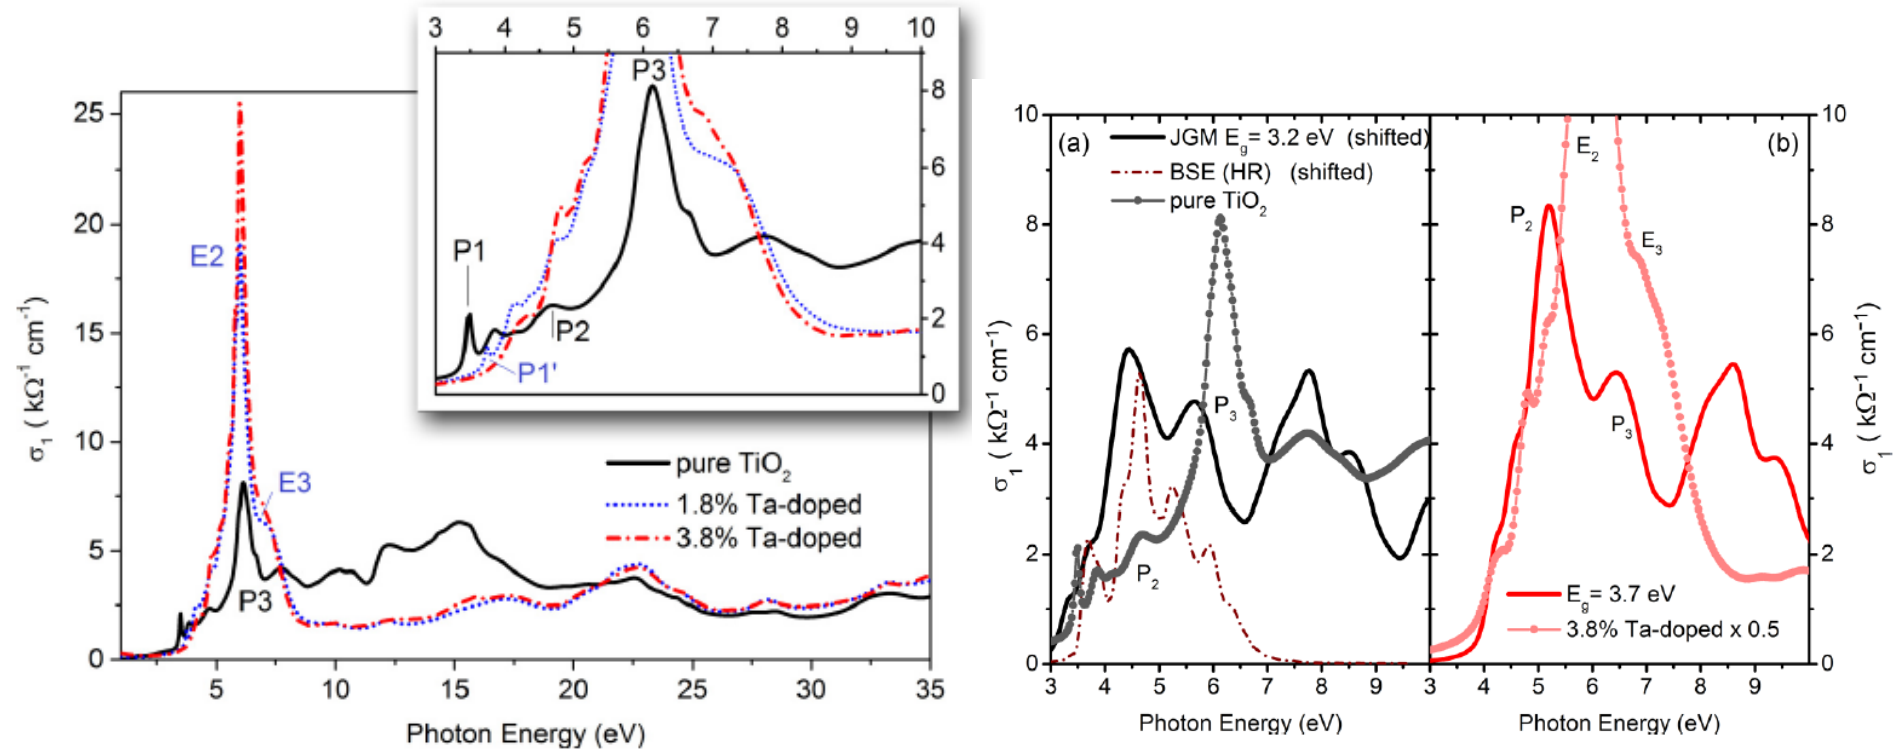 3 4 5 6 7 8 9 10
P3
8
P1
6
4
2
P2
P1'
0
25
20
15
10
5
0
E2
E3
P3
pure TiO₂
1.8% Ta-doped
3.8% Ta-doped
5 10 15 20 25 30 35
Photon Energy (eV)
σ₁ ( kΩ⁻¹ cm⁻¹)
10
8
6
4
2
0
(a)
JGM E_g= 3.2 eV (shifted)
BSE (HR) (shifted)
pure TiO₂
P₃
P₂
3 4 5 6 7 8 9
Photon Energy (eV)
σ₁ ( kΩ⁻¹ cm⁻¹)
(b)
E₂
P₂
E₃
P₃
E_g= 3.7 eV
3.8% Ta-doped x 0.5
3 4 5 6 7 8 9
Photon Energy (eV)
10
8
6
4
2
0
σ₁ ( kΩ⁻¹ cm⁻¹)